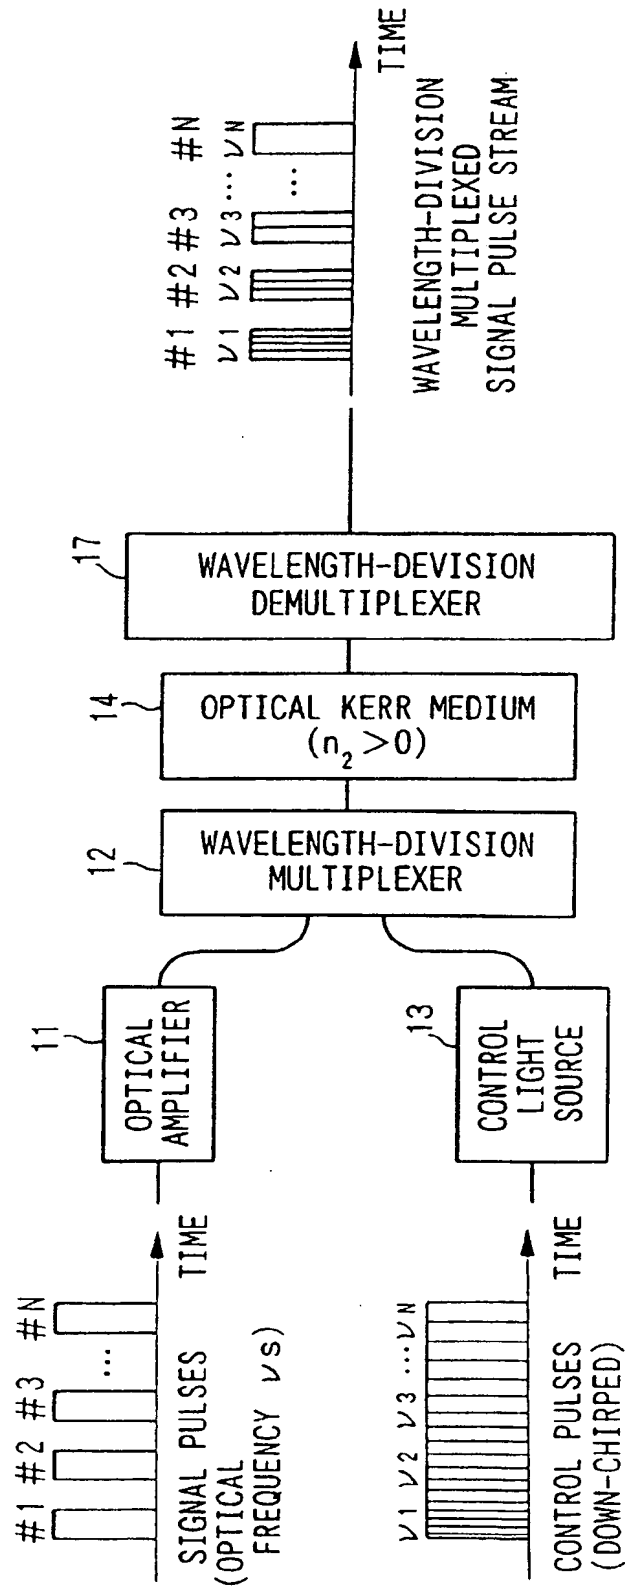 #1 #2 #3 #N
...
TIME
SIGNAL PULSES
(OPTICAL
FREQUENCY νs)
ν1 ν2 ν3 ...νN
TIME
CONTROL PULSES
(DOWN-CHIRPED)
11
OPTICAL
AMPLIFIER
13
CONTROL
LIGHT
SOURCE
12
WAVELENGTH-DIVISION
MULTIPLEXER
14
OPTICAL KERR MEDIUM
(n2>0)
17
WAVELENGTH-DEVISION
DEMULTIPLEXER
#1 #2 #3 #N
ν1 ν2 ν3 ... νN
...
TIME
WAVELENGTH-DIVISION
MULTIPLEXED
SIGNAL PULSE STREAM